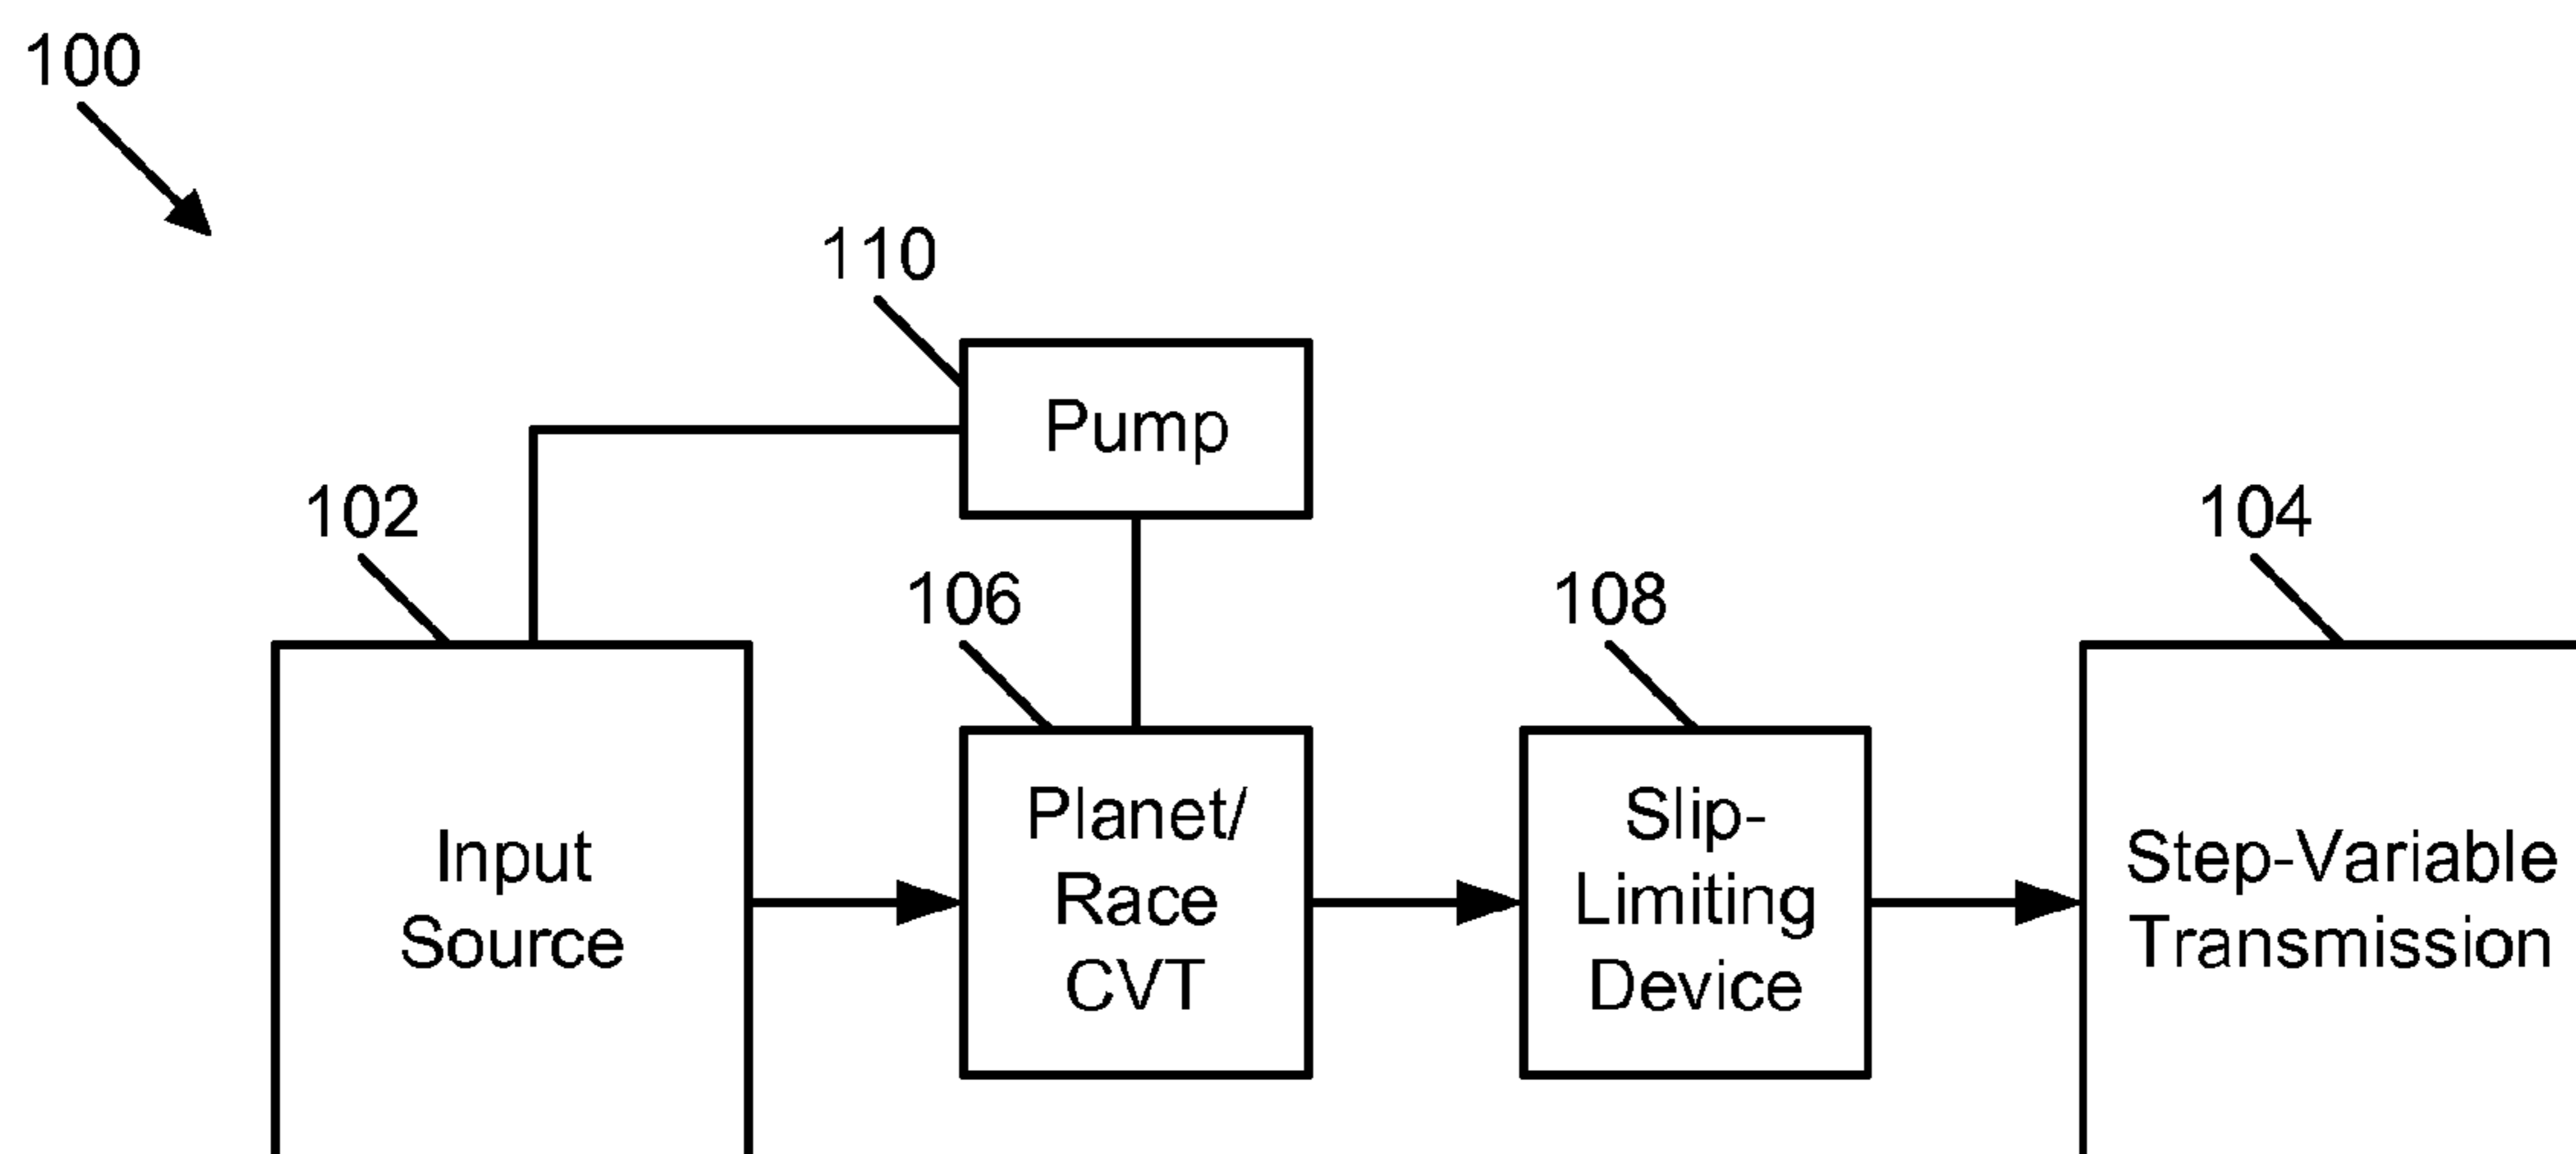 100
110
Pump
102
104
106
108
Input
Source
Planet/
Race
CVT
Slip-
Limiting
Device
Step-Variable
Transmission